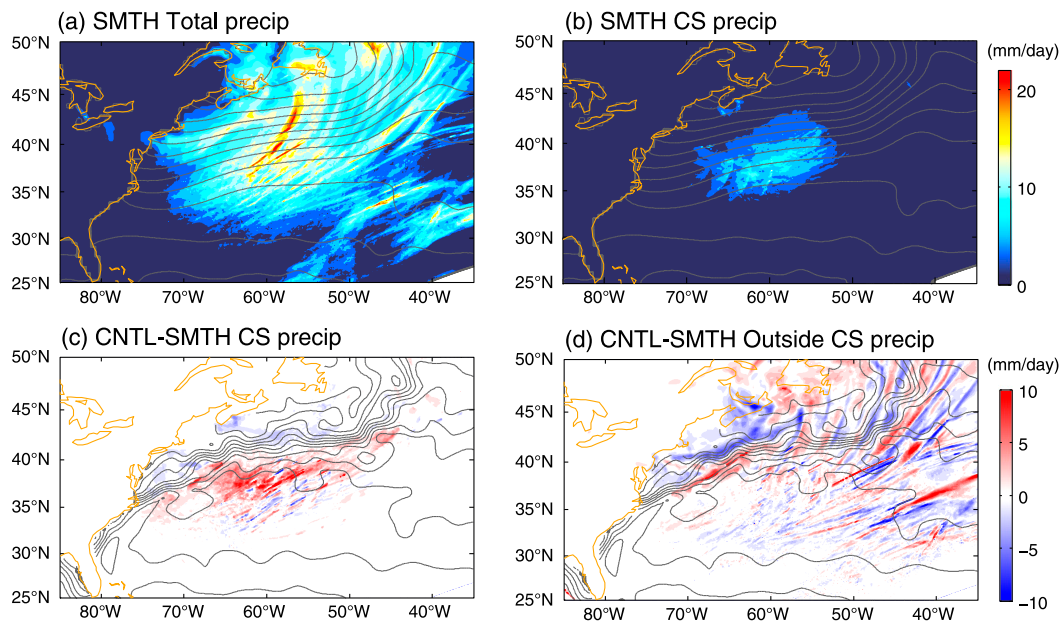 (a) SMTH Total precip
(b) SMTH CS precip
(mm/day)
50°N
45°N
40°N
35°N
30°N
25°N
80°W 70°W 60°W 50°W 40°W
50°N
45°N
40°N
35°N
30°N
25°N
80°W 70°W 60°W 50°W 40°W
20
10
0
(c) CNTL-SMTH CS precip
(d) CNTL-SMTH Outside CS precip
(mm/day)
50°N
45°N
40°N
35°N
30°N
25°N
80°W 70°W 60°W 50°W 40°W
50°N
45°N
40°N
35°N
30°N
25°N
80°W 70°W 60°W 50°W 40°W
10
5
0
−5
−10